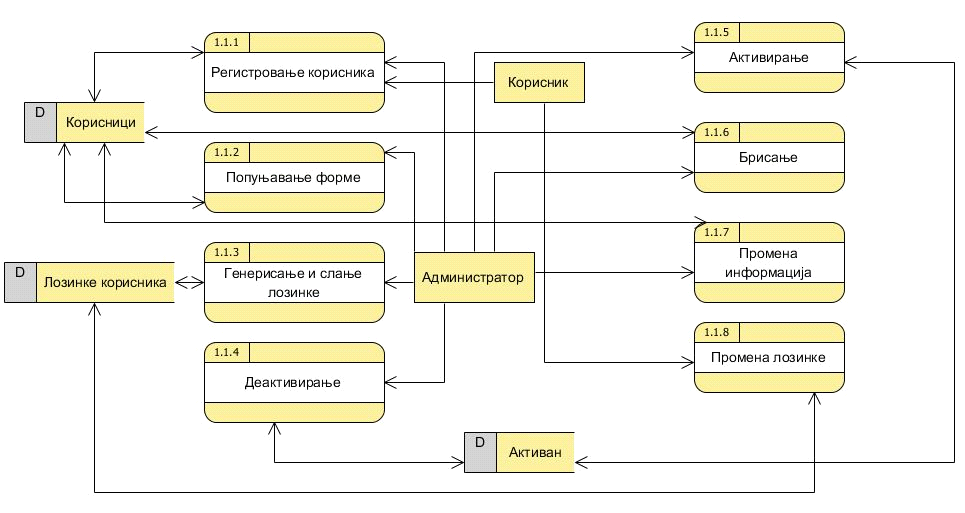 1.1.1
Регистровање корисника
Корисник
1.1.5
Активирање
D
Корисници
1.1.2
Попуњавање форме
1.1.6
Брисање
D
Лозинке корисника
1.1.3
Генерисање и слање
лозинке
Администратор
1.1.7
Промена
информација
1.1.4
Деактивирање
1.1.8
Промена лозинке
D
Активан